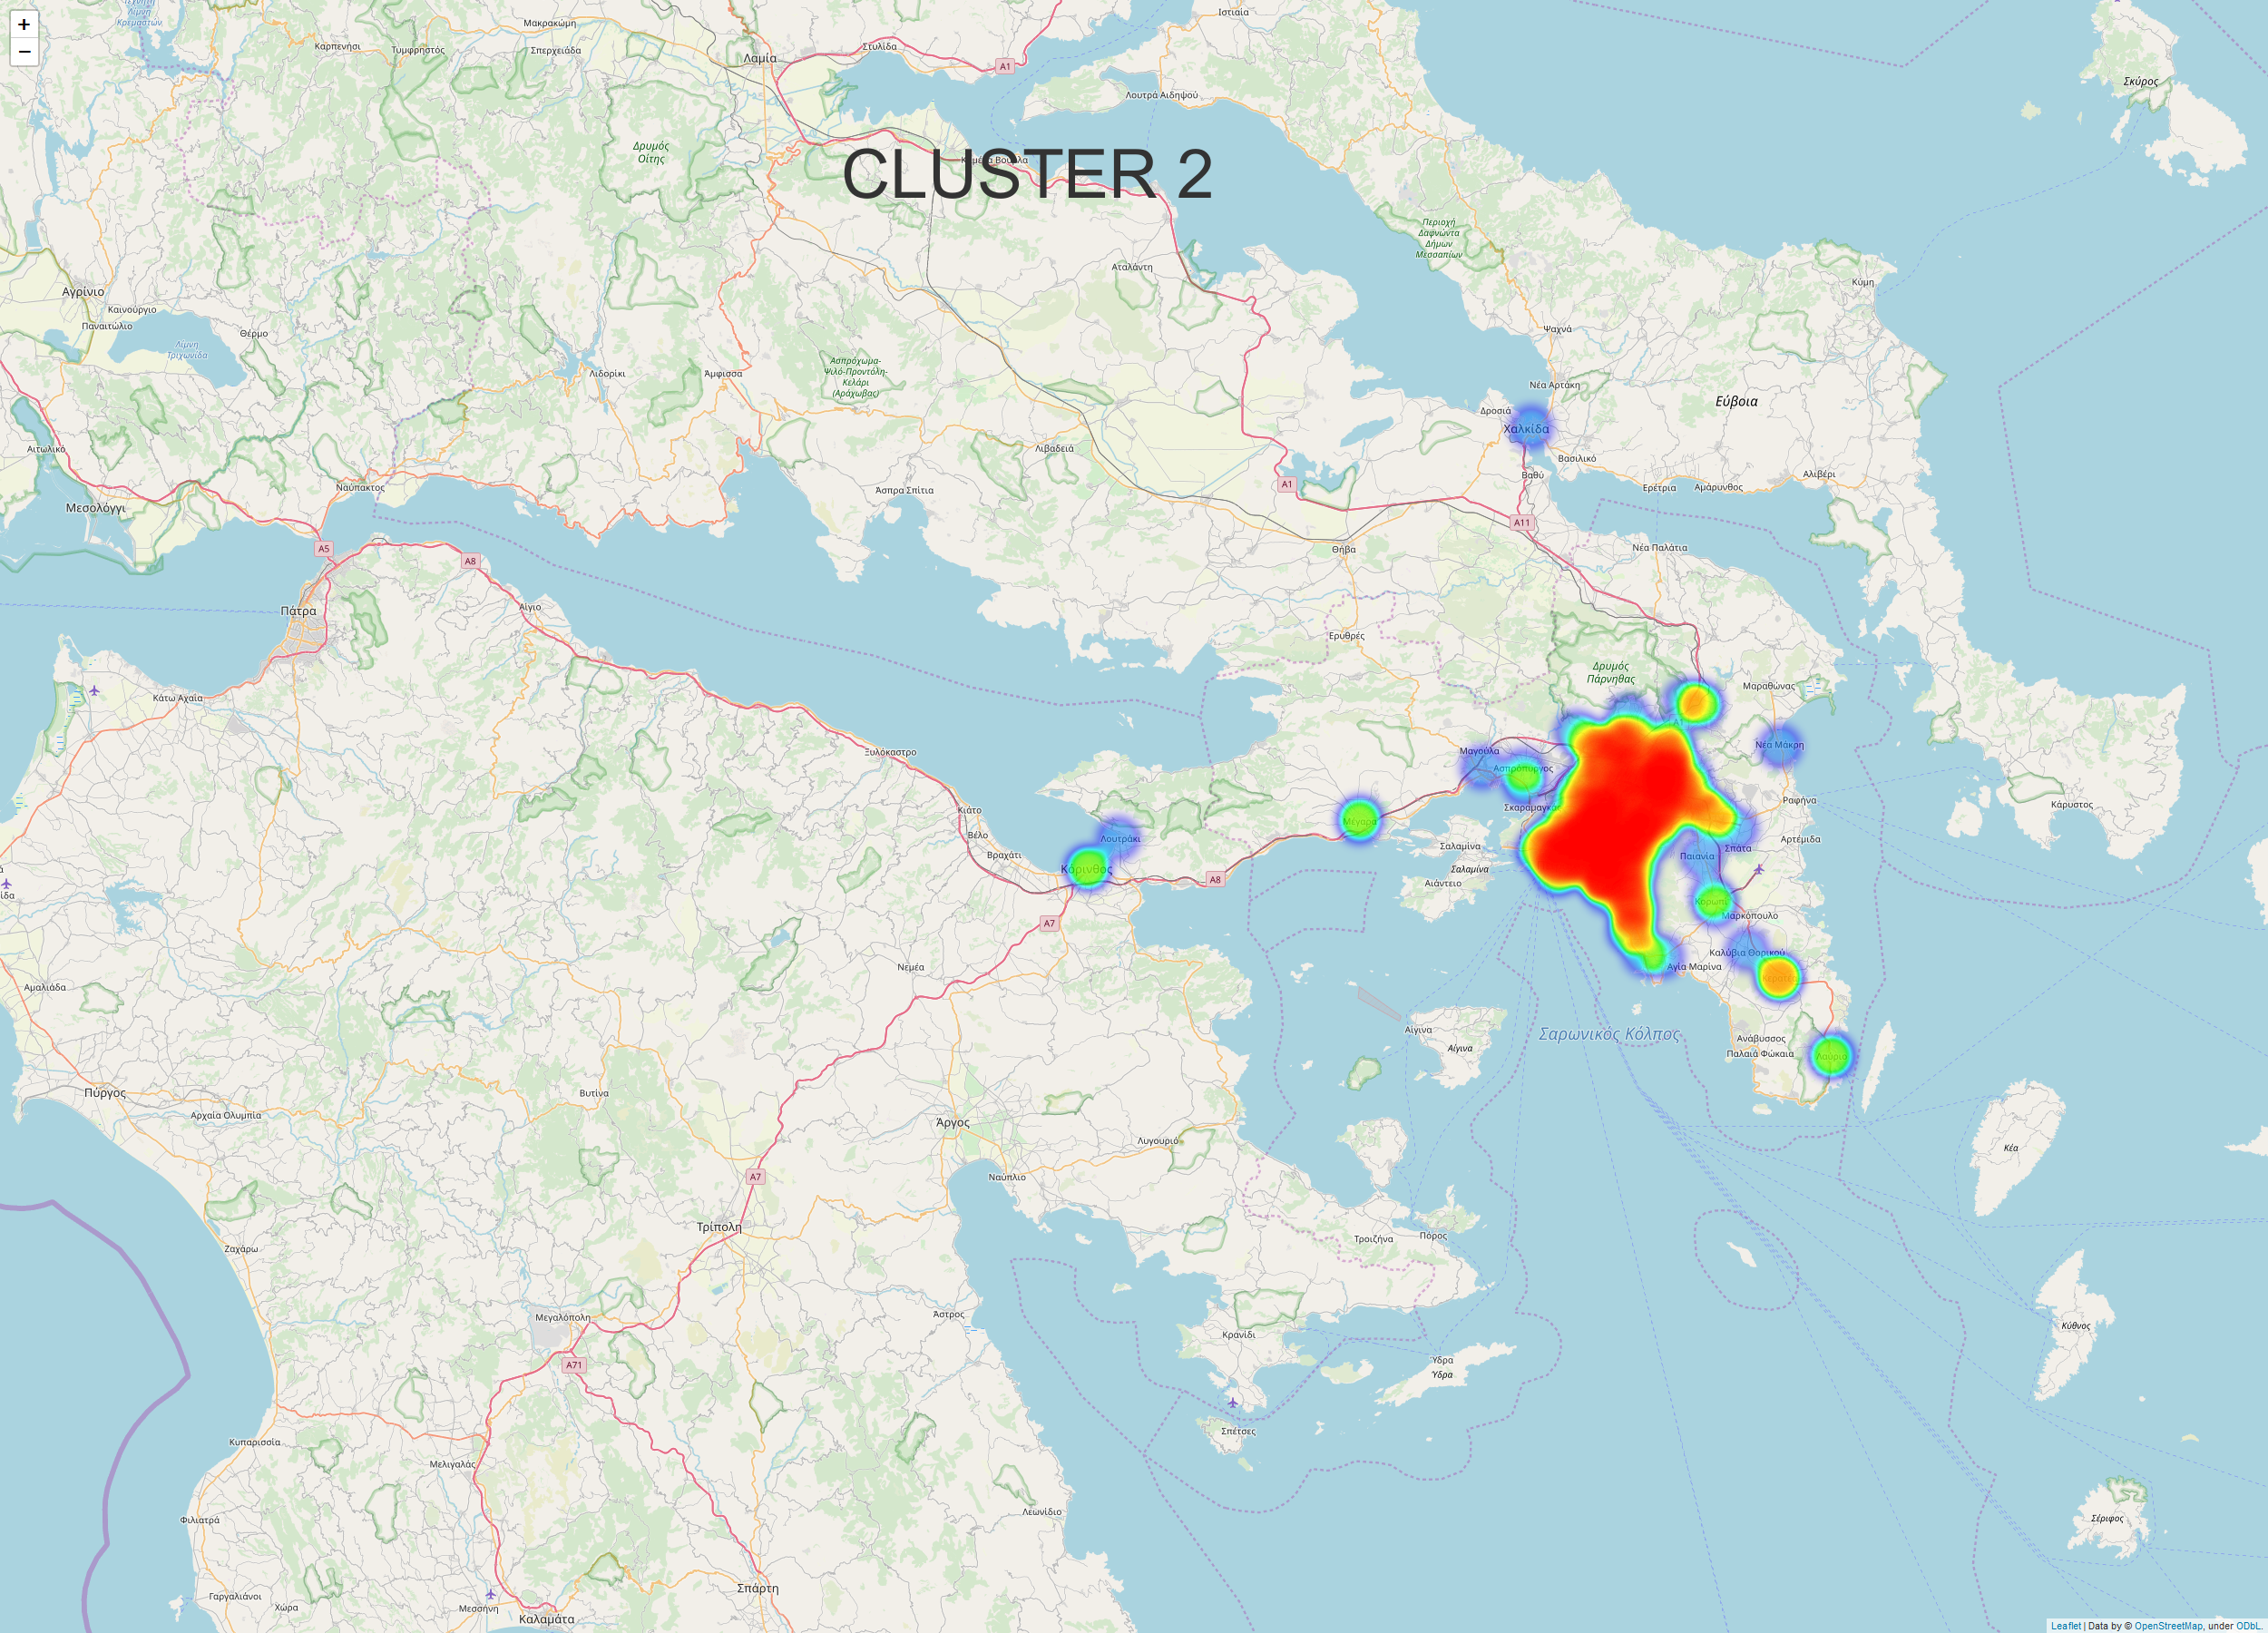 +
−
CLUSTER 2
Μακρακώμη
Ιστιαία
Καρπενήσι
Τυμφρηστός
Σπερχειάδα
Λαμία
Στυλίδα
A1
Σκύρος
Λουτρά Αιδηψού
Δρυμός
Οίτης
Περιοχή
Δαφνώντα
Δήμων
Μεσσαπίων
Αταλάντη
Κύμη
Αγρίνιο
Καινούργιο
Παναιτώλιο
Θέρμο
Λίμνη
Τριχωνίδα
Ψαχνά
Λιδορίκι
Άμφισσα
Ασπρόχωμα-
Ψιλό-Προντόλη-
Κελάρι
(Αράχωβας)
Νέα Αρτάκη
Εύβοια
Δροσιά
Χαλκίδα
Αιτωλικό
Λιβαδειά
Βασιλικό
Βαθύ
Αλιβέρι
Ναύπακτος
Άσπρα Σπίτια
A1
Ερέτρια
Αμάρυνθος
Μεσολόγγι
A11
A5
A8
Θήβα
Νέα Παλάτια
Πάτρα
Αίγιο
Ερυθρές
Δρυμός
Πάρνηθας
Κάτω Αχαΐα
Μαραθώνας
Ξυλόκαστρο
Μαγούλα
Νέα Μάκρη
Ασπρόπυργος
Κάρυστος
Ραφήνα
Κιάτο
Μέγαρα
Βέλο
Λουτράκι
Αρτέμιδα
Σαλαμίνα
Σπάτα
Βραχάτι
Παιανία
Κόρινθος
Σαλαμίνα
A8
Αιάντειο
Κορωπί
Μαρκόπουλο
A7
Καλύβια Θορικού
Νεμέα
Αγία Μαρίνα
Αμαλιάδα
Αίγινα
Σαρωνικός Κόλπος
Ανάβυσσος
Αίγινα
Παλαιά Φώκαια
Λαύριο
Πύργος
Βυτίνα
Αρχαία Ολυμπία
Άργος
Λυγουριό
Κέα
A7
Ναύπλιο
Τρίπολη
Πόρος
Τροιζήνα
Ζαχάρω
Άστρος
Μεγαλόπολη
Κύθνος
Κρανίδι
Ύδρα
A71
Ύδρα
Σπέτσες
Κυπαρισσία
Μελιγαλάς
Λεωνίδιο
Φιλιατρά
Σέριφος
Σπάρτη
Γαργαλιάνοι
Χώρα
Μεσσήνη
Καλαμάτα
Leaflet | Data by © OpenStreetMap, under ODbL.